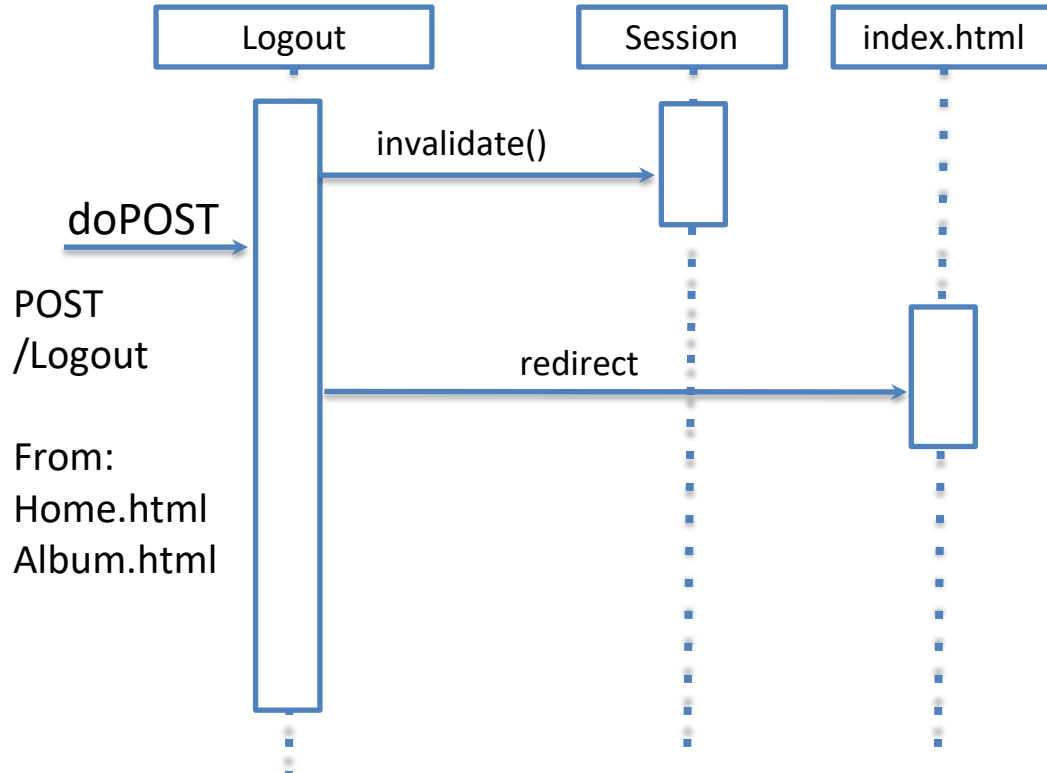 Logout
Session
index.html
invalidate()
doPOST
POST
/Logout
redirect
From:
Home.html
Album.html